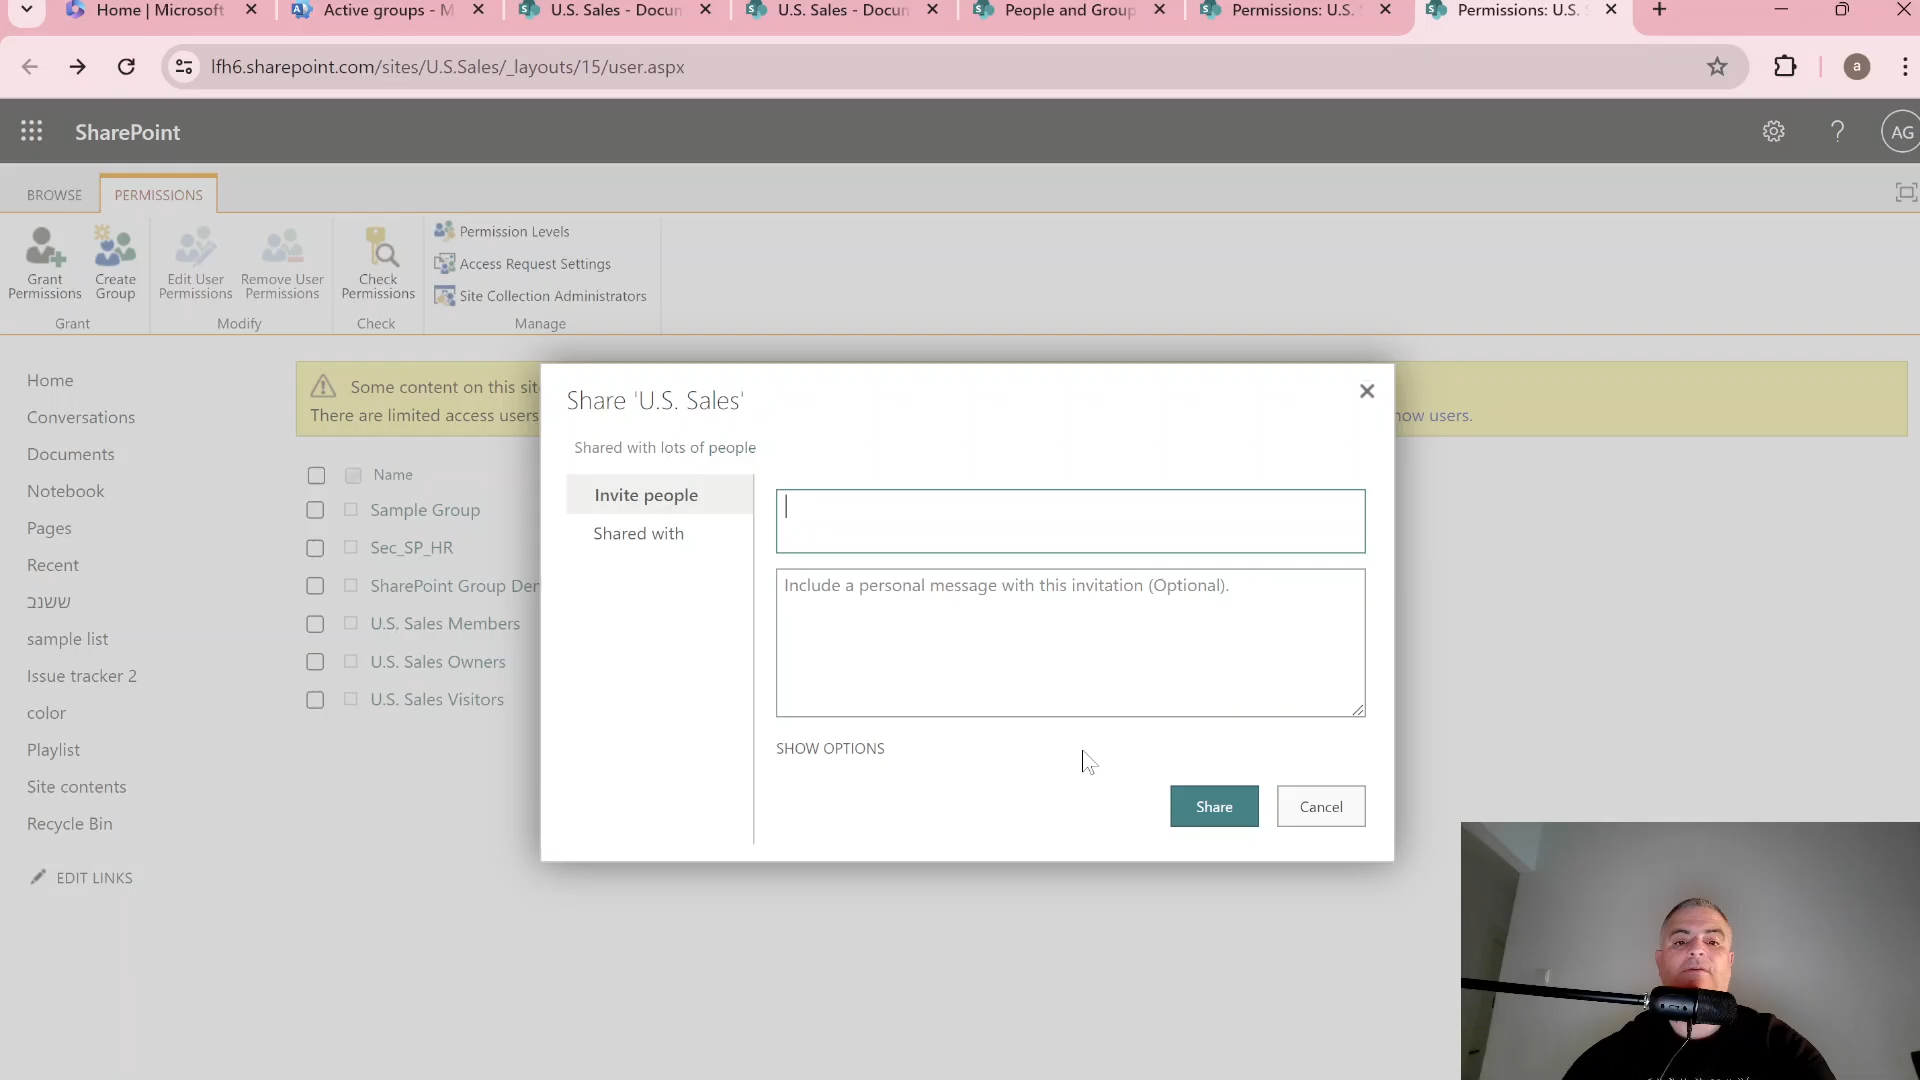 Home | Microsoft
Active groups - M
U.S. Sales - Docun
U.S. Sales - Docun
People and Group
Permissions: U.S.
Permissions: U.S.
lfh6.sharepoint.com/sites/U.S.Sales/_layouts/15/user.aspx
a
SharePoint
AG
BROWSE
PERMISSIONS
Grant Permissions
Create Group
Edit User Permissions
Remove User Permissions
Check Permissions
Permission Levels
Access Request Settings
Site Collection Administrators
Grant
Modify
Check
Manage
Home
Conversations
Documents
Notebook
Pages
Recent
ששנב
sample list
Issue tracker 2
color
Playlist
Site contents
Recycle Bin
EDIT LINKS
Some content on this sit
There are limited access users
how users.
Name
Sample Group
Sec_SP_HR
SharePoint Group Der
U.S. Sales Members
U.S. Sales Owners
U.S. Sales Visitors
Share 'U.S. Sales'
Shared with lots of people
Invite people
Shared with
Include a personal message with this invitation (Optional).
SHOW OPTIONS
Share
Cancel